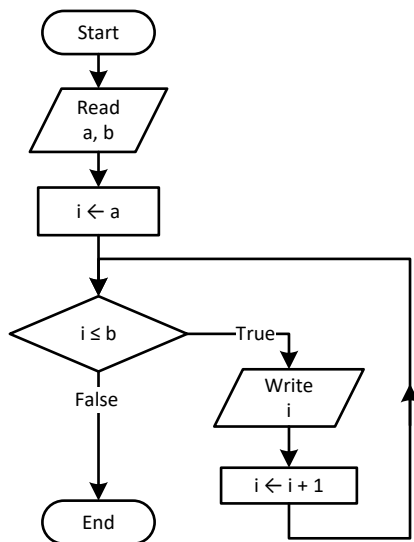 Start
Read
a, b
i ← a
i ≤ b
True
False
Write
i
i ← i + 1
End